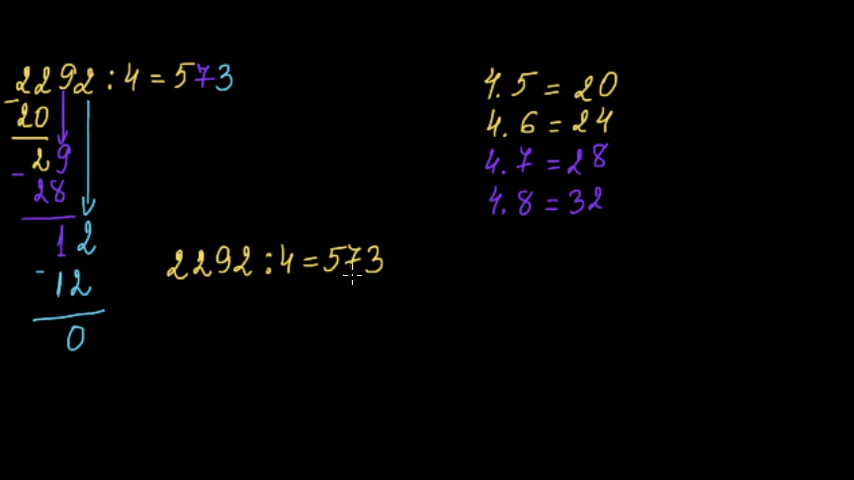 2292 : 4 = 573
- 20
29
- 28
12
- 12
0
2292 : 4 = 573
4. 5 = 20
4. 6 = 24
4. 7 = 28
4. 8 = 32